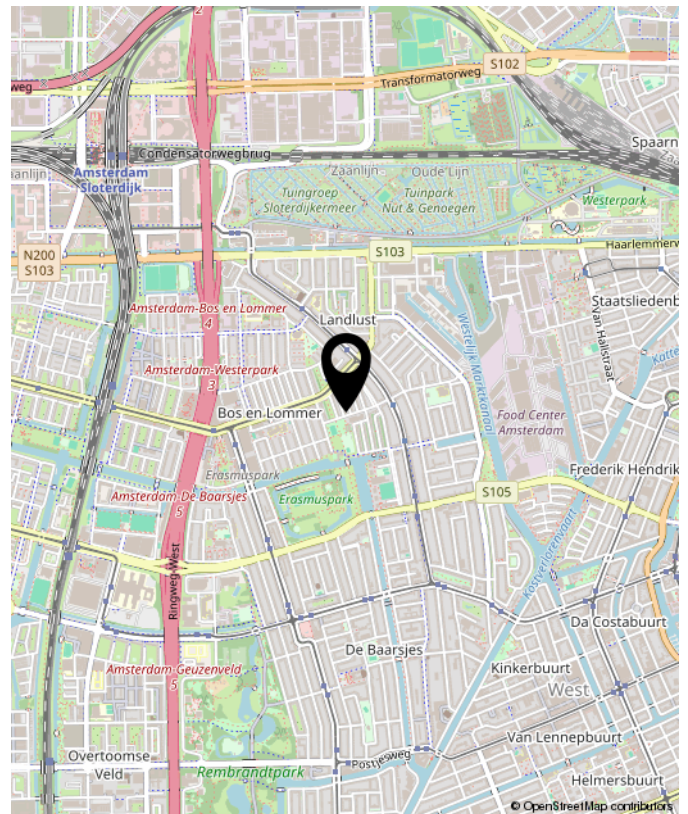 2
S102
Transformatorweg
weg
Condensatorwegbrug
Spaarn
Amsterdam
Sloterdijk
Zaanlijn
Oude Lijn
Tuingroep
Sloterdijkermeer
Tuinpark
Nut & Genoegen
Westerpark
N200
S103
S103
Haarlemmerw
Amsterdam-Bos en Lommer
4
Landlust
Staatsliedenb
Westelijk Marktkanaal
Van Hallstraat
Amsterdam-Westerpark
3
Bos en Lommer
Food Center
Amsterdam
Erasmuspark
Frederik Hendrik
Amsterdam-De Baarsjes
5
Erasmuspark
S105
Kostverlorenvaart
Ringweg-West
Da Costabuurt
De Baarsjes
Amsterdam-Geuzenveld
5
Kinkerbuurt
West
Van Lennepbuurt
Overtoomse
Veld
Postjesweg
Rembrandtpark
Helmersbuurt
© OpenStreetMap contributors